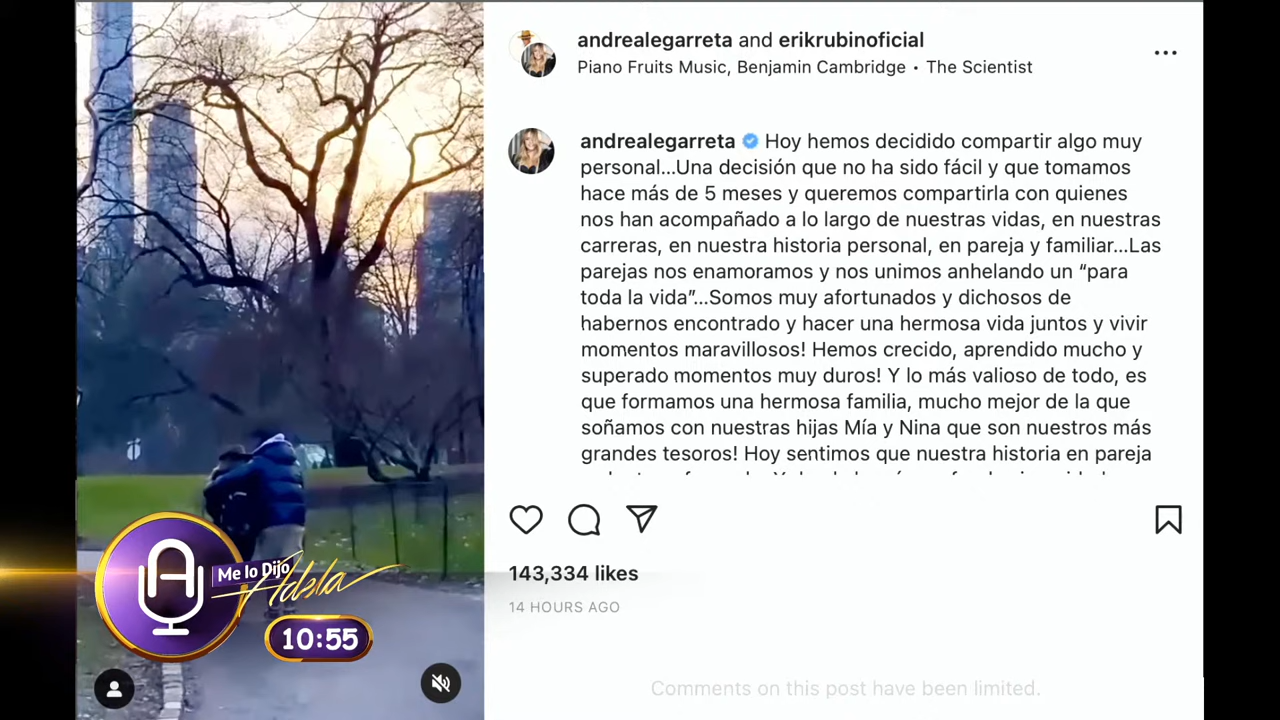 andrealegarreta and erikrubinoficial
Piano Fruits Music, Benjamin Cambridge • The Scientist
andrealegarreta Hoy hemos decidido compartir algo muy
personal...Una decisión que no ha sido fácil y que tomamos
hace más de 5 meses y queremos compartirla con quienes
nos han acompañado a lo largo de nuestras vidas, en nuestras
carreras, en nuestra historia personal, en pareja y familiar...Las
parejas nos enamoramos y nos unimos anhelando un “para
toda la vida”...Somos muy afortunados y dichosos de
habernos encontrado y hacer una hermosa vida juntos y vivir
momentos maravillosos! Hemos crecido, aprendido mucho y
superado momentos muy duros! Y lo más valioso de todo, es
que formamos una hermosa familia, mucho mejor de la que
soñamos con nuestras hijas Mía y Nina que son nuestros más
grandes tesoros! Hoy sentimos que nuestra historia en pareja
143,334 likes
14 HOURS AGO
Comments on this post have been limited.
Me lo Dijo
Adela
10:55